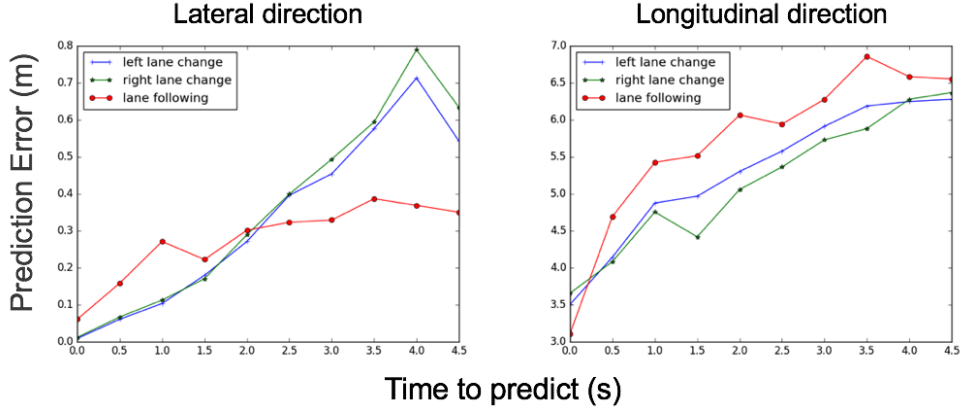 Lateral direction
Longitudinal direction
Prediction Error (m)
0.8
0.7
0.6
0.5
0.4
0.3
0.2
0.1
0.0
left lane change
right lane change
lane following
0.0 0.5 1.0 1.5 2.0 2.5 3.0 3.5 4.0 4.5
7.0
6.5
6.0
5.5
5.0
4.5
4.0
3.5
3.0
left lane change
right lane change
lane following
0.0 0.5 1.0 1.5 2.0 2.5 3.0 3.5 4.0 4.5
Time to predict (s)